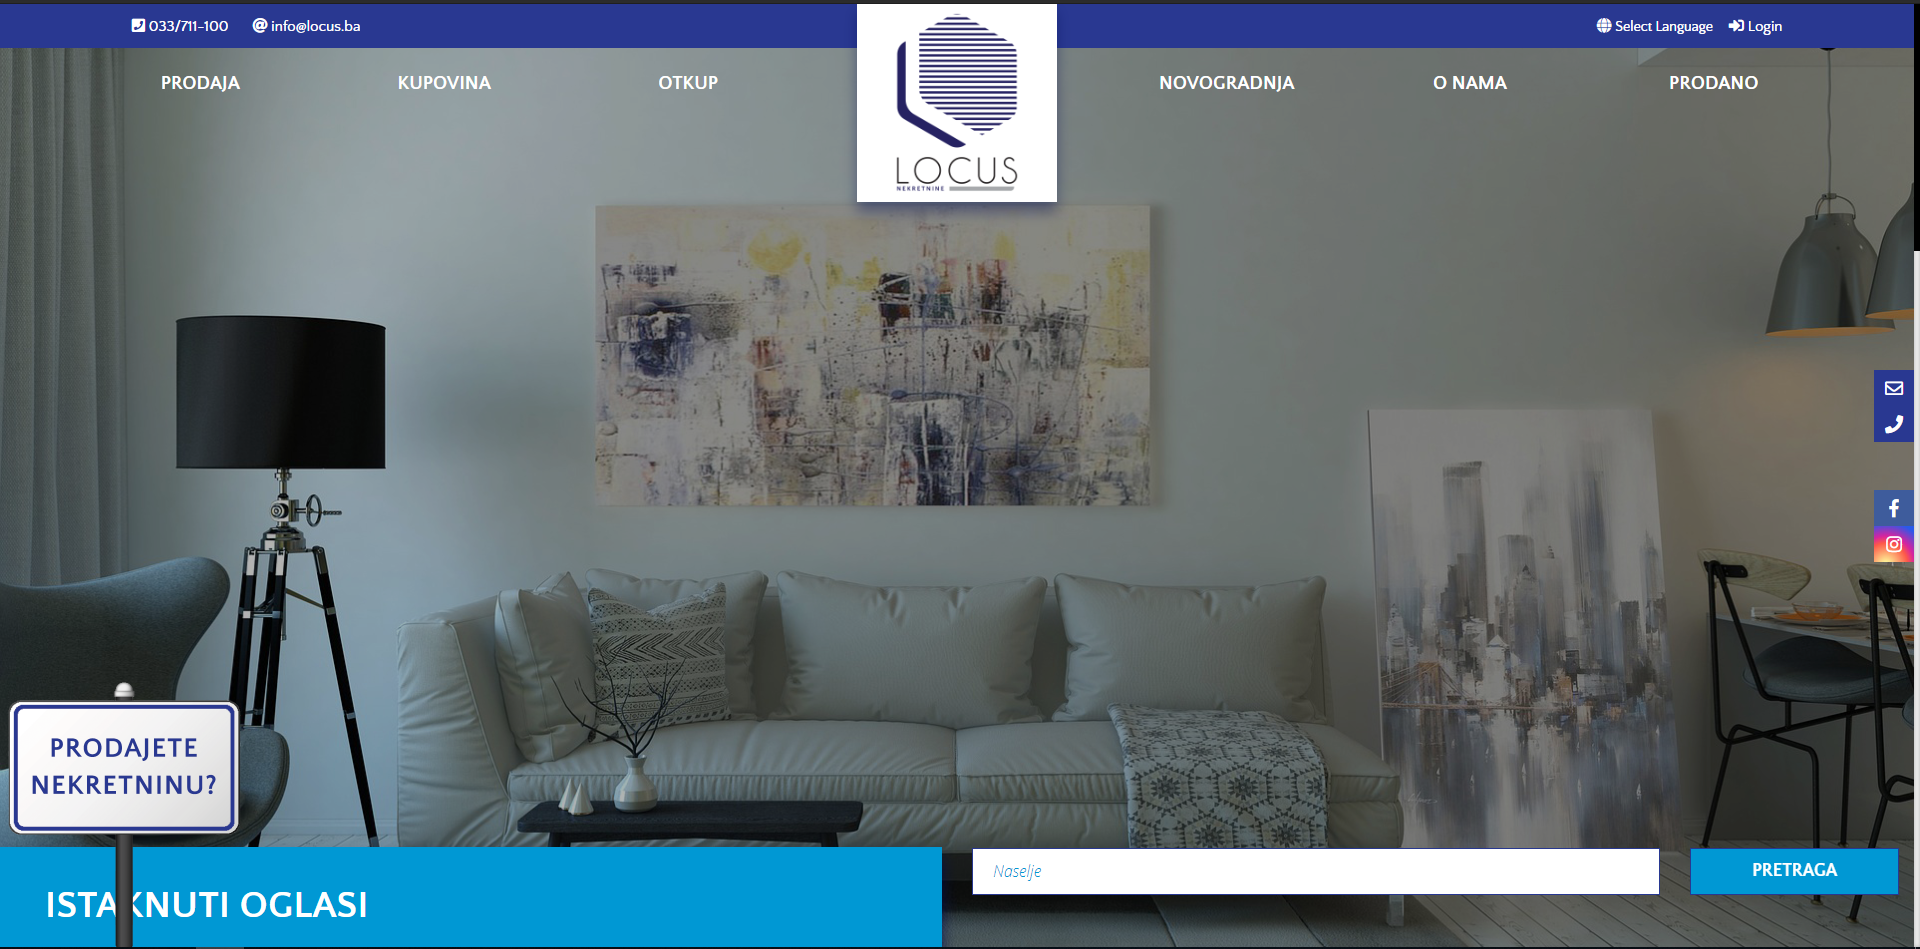 033/711-100 info@locus.ba Select Language Login
PRODAJA KUPOVINA OTKUP NOVOGRADNJA O NAMA PRODANO
LOCUS
NEKRETNINE
PRODAJETE
NEKRETNINU?
Naselje PRETRAGA
ISTAKNUTI OGLASI